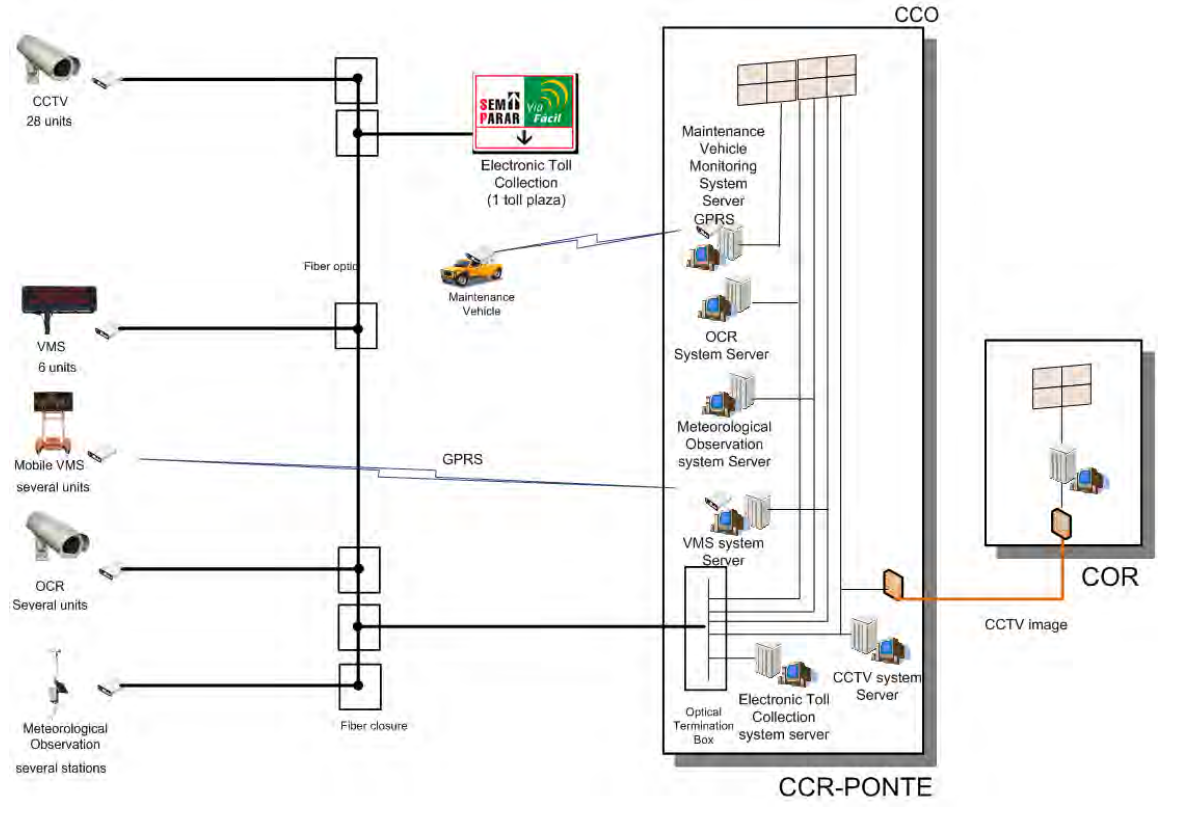 CCO
CCTV
28 units
SEM
PARAR
Via
Fácil
Electronic Toll
Collection
(1 toll plaza)
Maintenance
Vehicle
Monitoring
System
Server
GPRS
Fiber optic
Maintenance
Vehicle
VMS
6 units
OCR
System Server
Mobile VMS
several units
GPRS
Meteorological
Observation
system Server
VMS system
Server
OCR
Several units
COR
CCTV image
Meteorological
Observation
several stations
Fiber closure
Optical
Termination
Box
Electronic Toll
Collection
system server
CCTV system
Server
CCR-PONTE